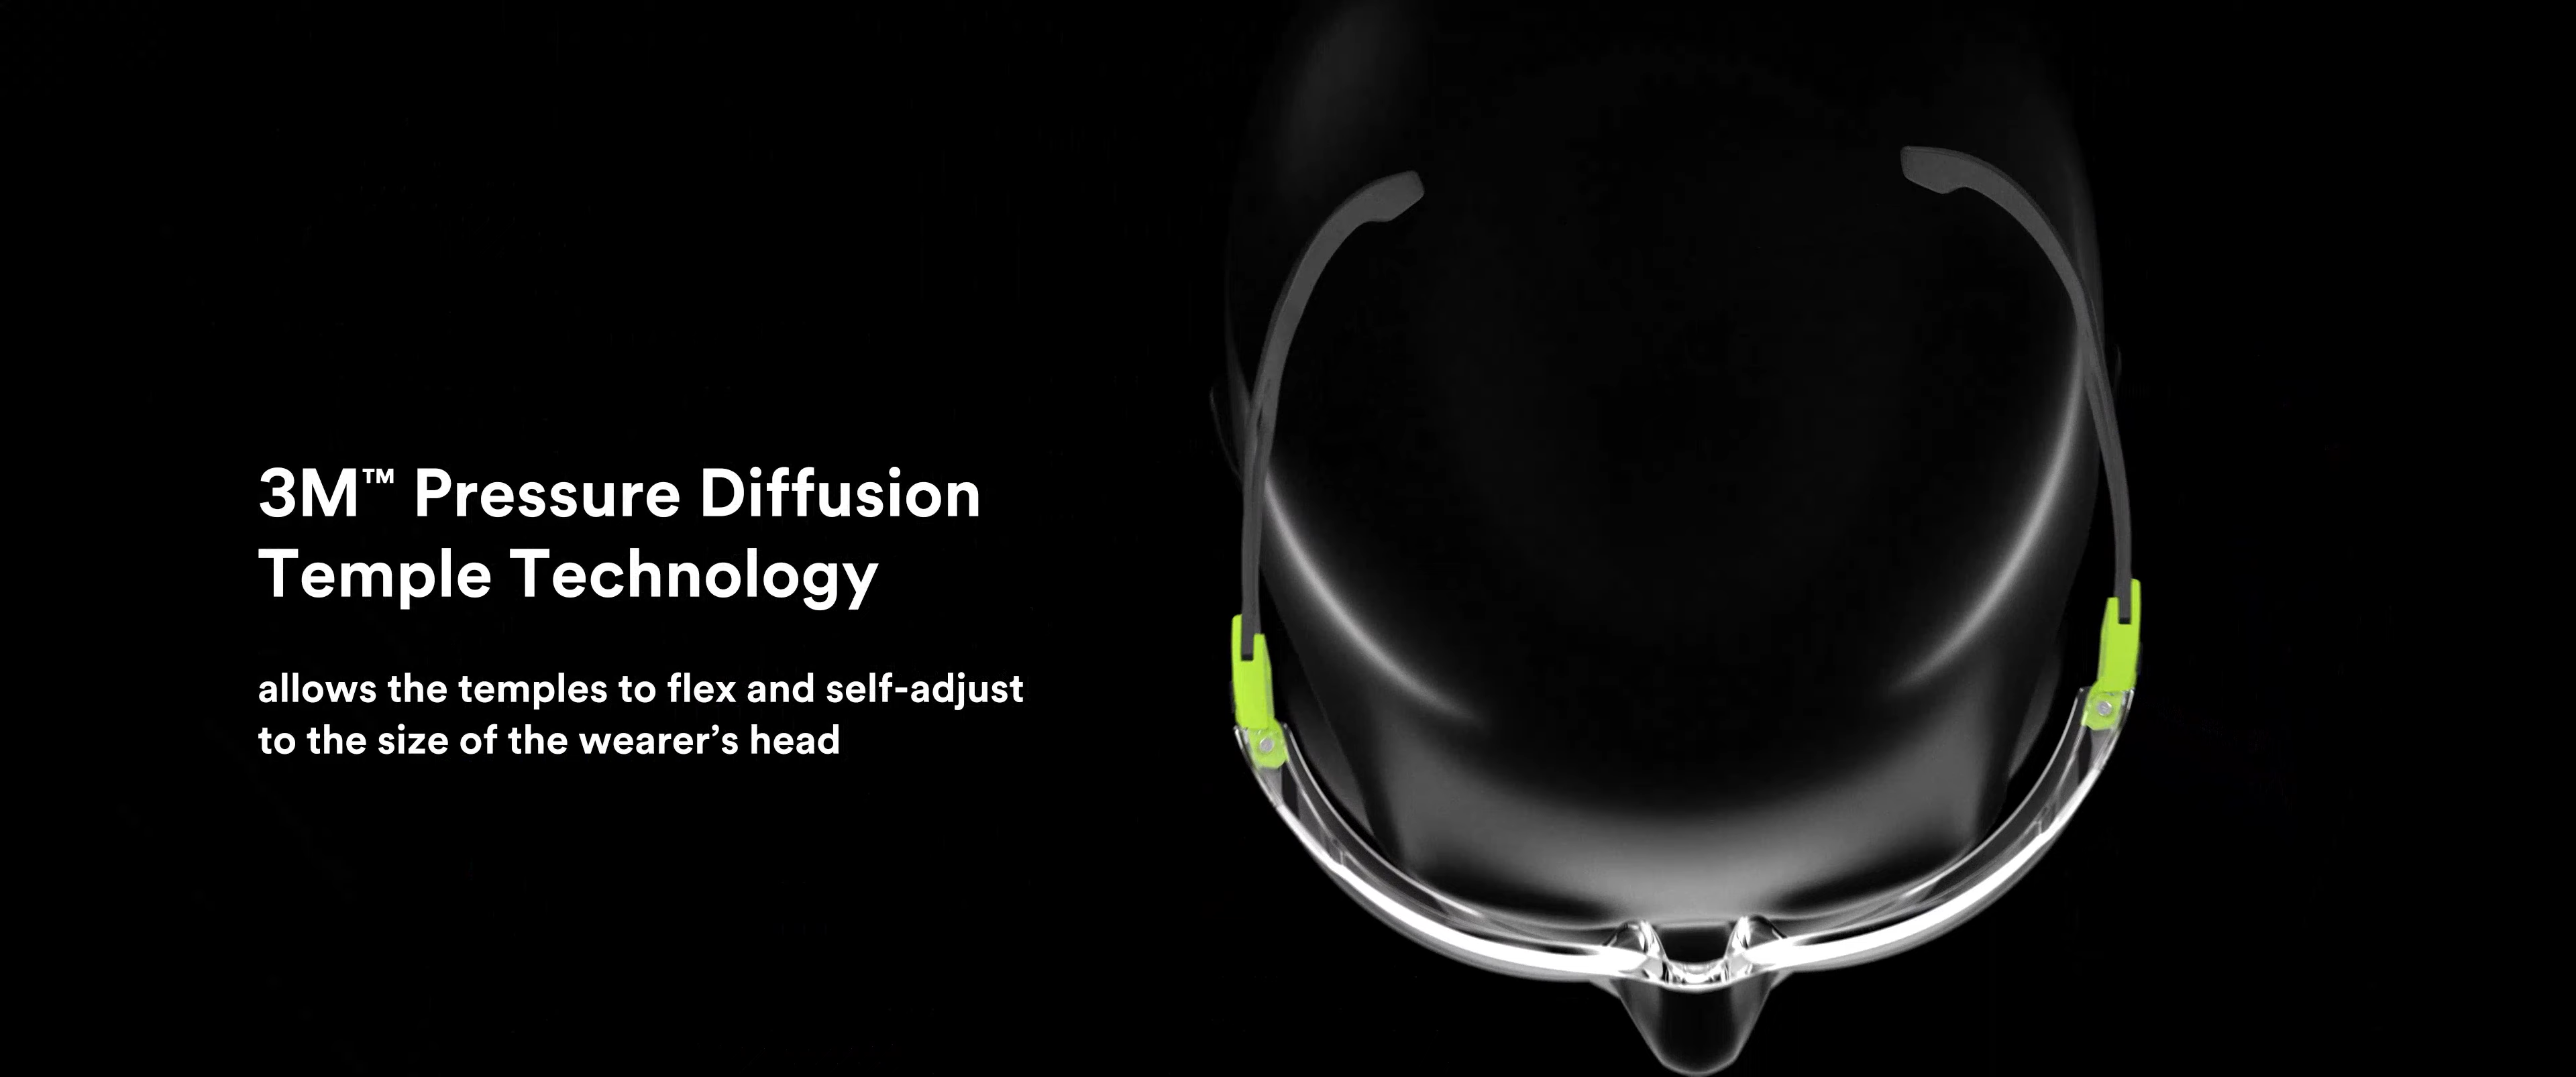 3M™ Pressure Diffusion
Temple Technology
allows the temples to flex and self-adjust
to the size of the wearer’s head